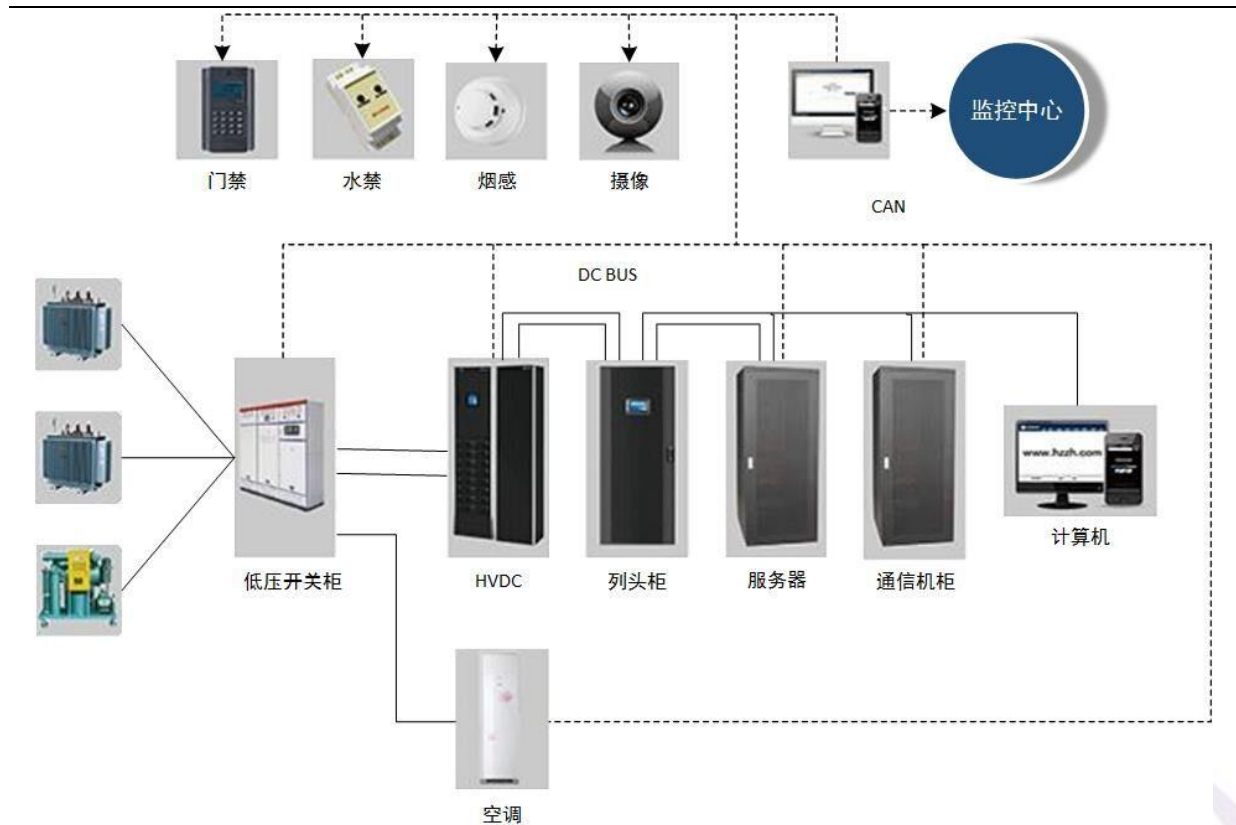 监控中心
门禁
水禁
烟感
摄像
CAN
DC BUS
www.hzzh.com
低压开关柜
HVDC
列头柜
服务器
通信机柜
计算机
空调